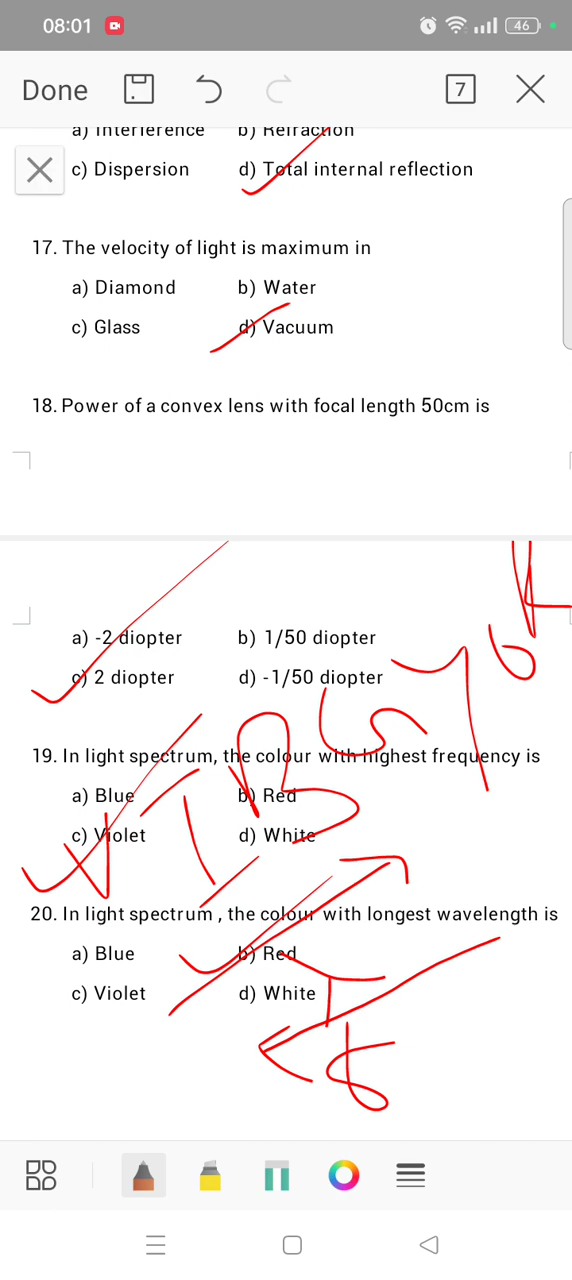 08:01
46
Done
7
a) Interference b) Refraction
c) Dispersion d) Total internal reflection
17. The velocity of light is maximum in
a) Diamond b) Water
c) Glass d) Vacuum
18. Power of a convex lens with focal length 50cm is
a) -2 diopter b) 1/50 diopter
c) 2 diopter d) -1/50 diopter
VIBGYOR
19. In light spectrum, the colour with highest frequency is
a) Blue b) Red
c) Violet d) White
20. In light spectrum , the colour with longest wavelength is
a) Blue b) Red
c) Violet d) White